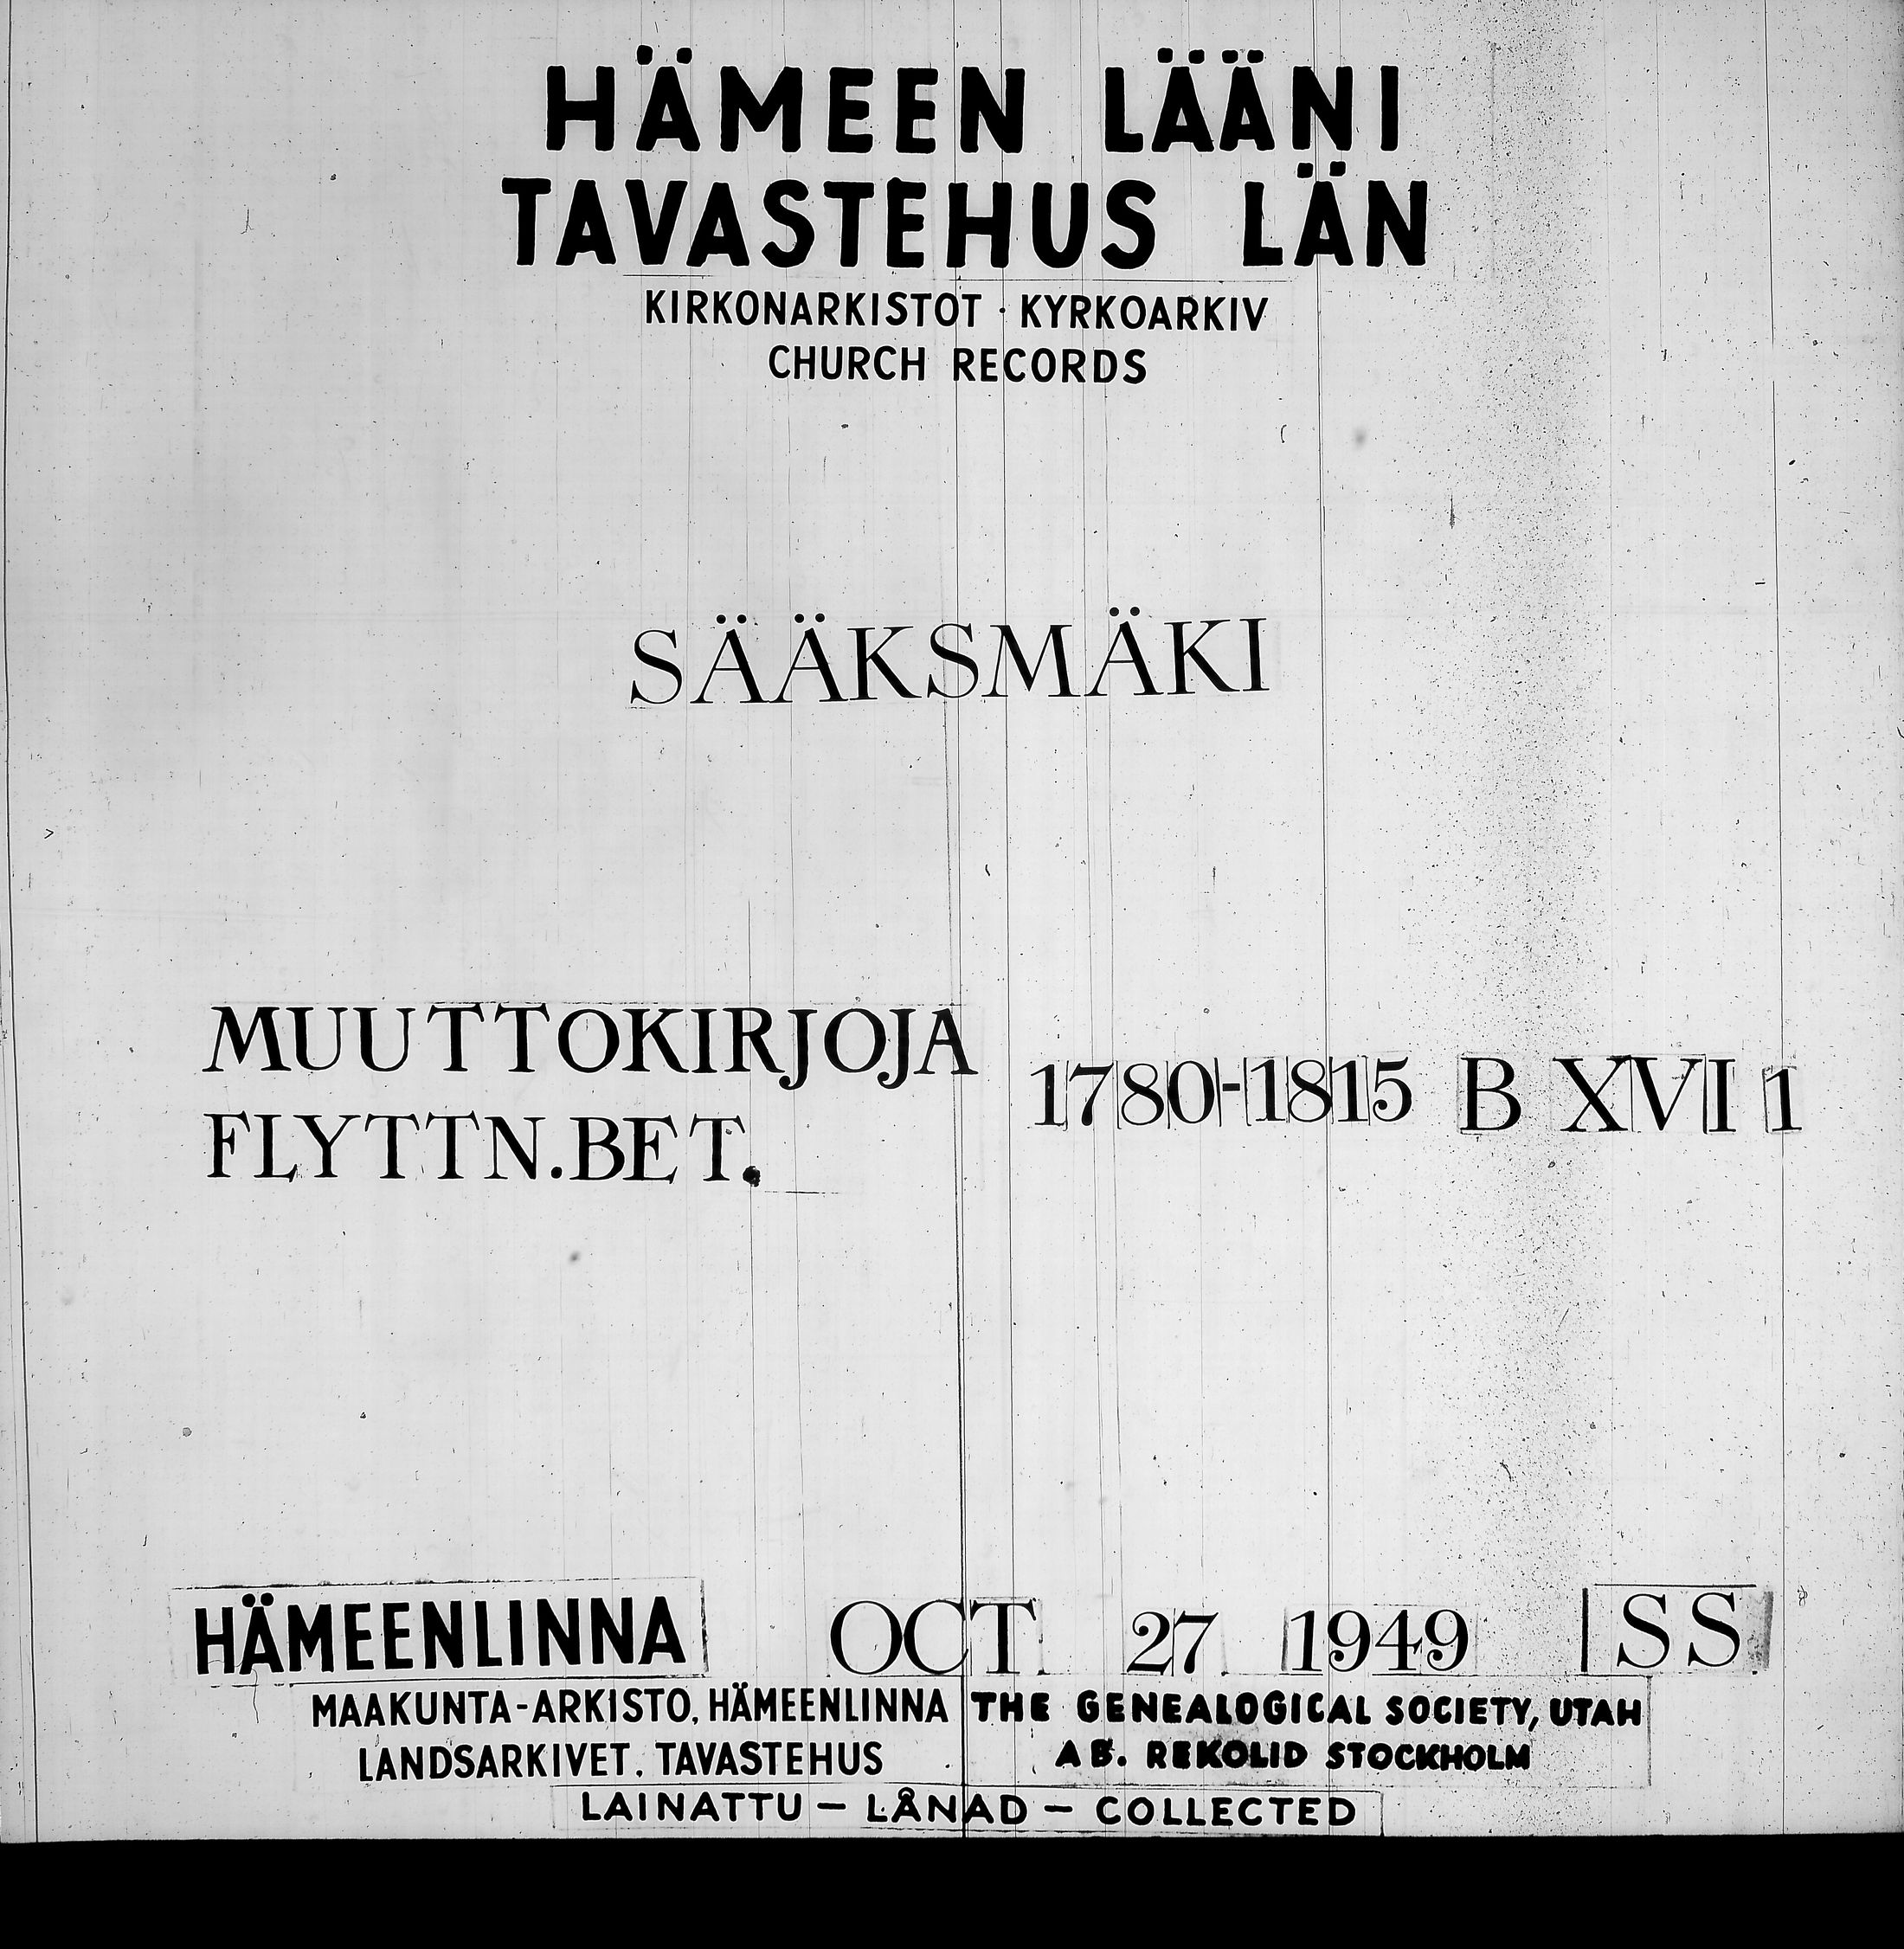 HÄMEEN LÄÄNI
TAVASTEHUS LÄN
KIRKONARKISTOT · KYRKOARKIV
CHURCH RECORDS
SÄÄKSMÄKI
MUUTTOKIRJOJA
FLYTTN.BET.
1780-1815 B XVI 1
HÄMEENLINNA OCT. 27. 1949 SS
MAAKUNTA-ARKISTO, HÄMEENLINNA
LANDSARKIVET, TAVASTEHUS
THE GENEALOGICAL SOCIETY, UTAH
AB. REKOLID STOCKHOLM
LAINATTU – LÅNAD – COLLECTED